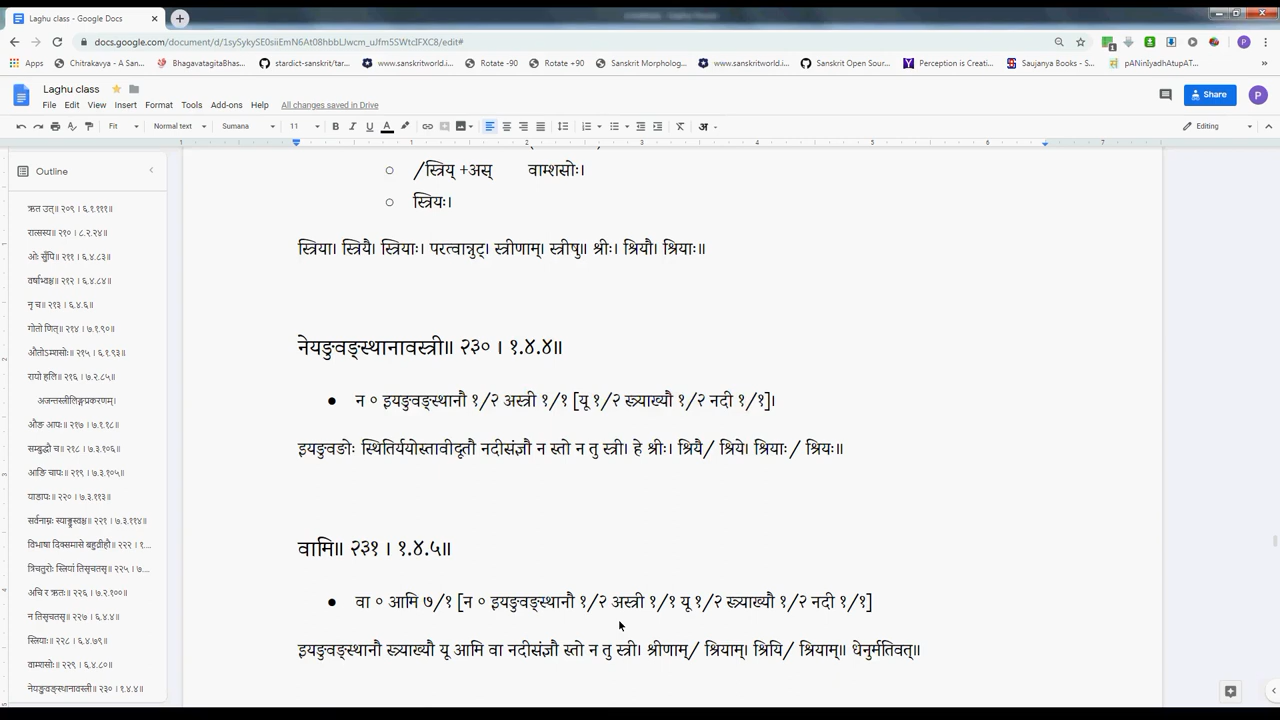 Laghu class - Google Docs
docs.google.com/document/d/1sySykySE0siiEmN6At08hbbLJwcm_uJfm5SWtcIFXC8/edit#
Apps Chitrakavya - A San... BhagavatagitaBhas... stardict-sanskrit/tar... www.sanskritworld.i... Rotate -90 Rotate +90 Sanskrit Morpholog... www.sanskritworld.i... Sanskrit Open Sour... Perception is Creati... Saujanya Books - S... pANinIyadhAtupAT...
Laghu class
File Edit View Insert Format Tools Add-ons Help All changes saved in Drive
Share
P
Fit Normal text Sumana 11 B I U A अ Editing
1 1 2 3 4 5 6 7
Outline
ऋत उत्॥ २०९ । ६.१.१११॥
रात्सस्य॥ २१० । ८.२.२४॥
ओः सुँपि॥ २११ । ६.४.८३॥
वर्षाभ्वश्च॥ २१२ । ६.४.८४॥
नृ च॥ २१३ । ६.४.६॥
गोतो णित्॥ २१४ । ७.१.९०॥
औतोऽम्शसोः॥ २१५ । ६.१.९३॥
रायो हलि॥ २१६ । ७.२.८५॥
अजन्तस्त्रीलिङ्गप्रकरणम्।
औङ आपः॥ २१७ । ७.१.१८॥
सम्बुद्धौ च॥ २१८ । ७.३.१०६॥
आङि चापः॥ २१९ । ७.३.१०५॥
याडापः॥ २२० । ७.३.११३॥
सर्वनाम्नः स्याड्ढ्रस्वश्च॥ २२१ । ७.३.११४॥
विभाषा दिक्समासे बहुव्रीहौ॥ २२२ । १....
त्रिचतुरोः स्त्रियां तिसृचतसृ॥ २२५ । ७....
अचि र ऋतः॥ २२६ । ७.२.१००॥
न तिसृचतसृ॥ २२७ । ६.४.४॥
स्त्रियाः॥ २२८ । ६.४.७९॥
वाम्शसोः॥ २२९ । ६.४.८०॥
नेयङुवङ्स्थानावस्त्री॥ २३० । १.४.४॥
/स्त्रिय् +अस् वाम्शसोः।
स्त्रियः।
स्त्रिया। स्त्रियै। स्त्रियाः। परत्वान्नुट्। स्त्रीणाम्। स्त्रीषु॥ श्रीः। श्रियौ। श्रियाः॥
नेयङुवङ्स्थानावस्त्री॥ २३० । १.४.४॥
न ० इयङुवङ्स्थानौ १/२ अस्त्री १/१ [यू १/२ स्त्र्याख्यौ १/२ नदी १/१]।
इयङुवङोः स्थितिर्ययोस्तावीदूतौ नदीसंज्ञौ न स्तो न तु स्त्री। हे श्रीः। श्रियै/ श्रिये। श्रियाः/ श्रियः॥
वामि॥ २३१ । १.४.५॥
वा ० आमि ७/१ [न ० इयङुवङ्स्थानौ १/२ अस्त्री १/१ यू १/२ स्त्र्याख्यौ १/२ नदी १/१]
इयङुवङ्स्थानौ स्त्र्याख्यौ यू आमि वा नदीसंज्ञौ स्तो न तु स्त्री। श्रीणाम्/ श्रियाम्। श्रियि/ श्रियाम्॥ धेनुर्मतिवत्॥